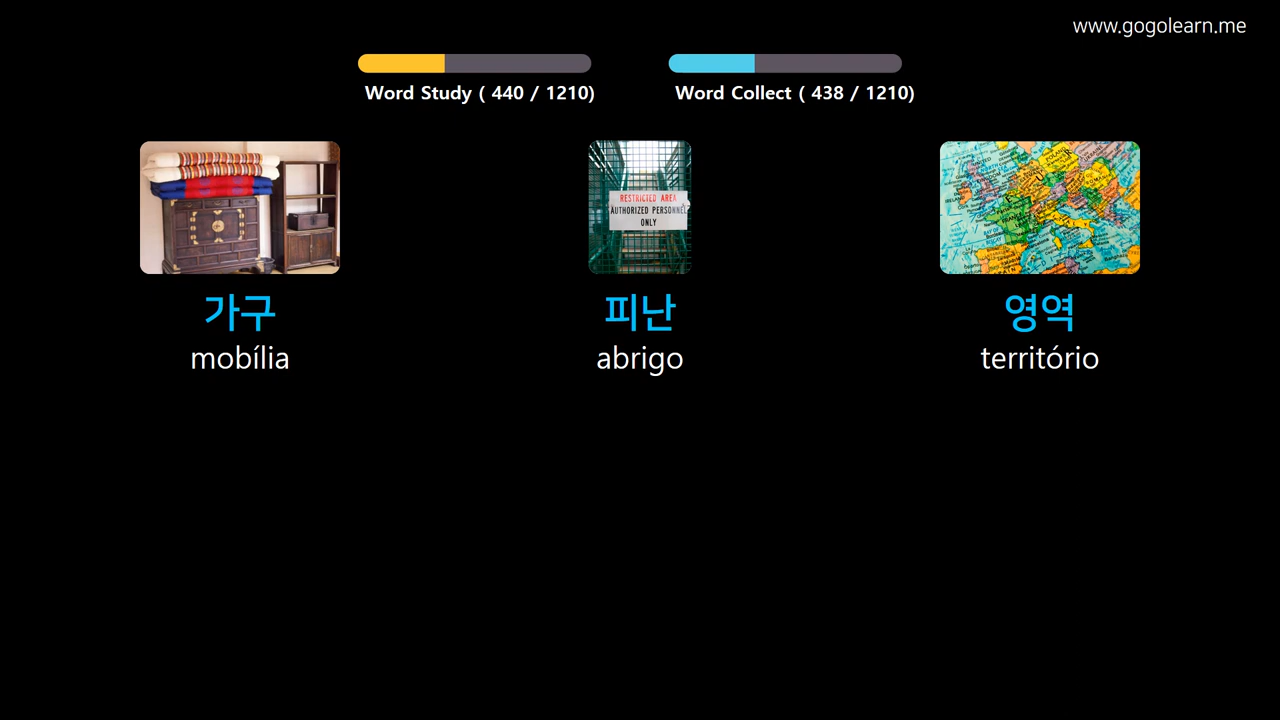 www.gogolearn.me
Word Study ( 440 / 1210)
Word Collect ( 438 / 1210)
RESTRICTED AREA
AUTHORIZED PERSONNEL
ONLY
가구
피난
영역
mobília
abrigo
território